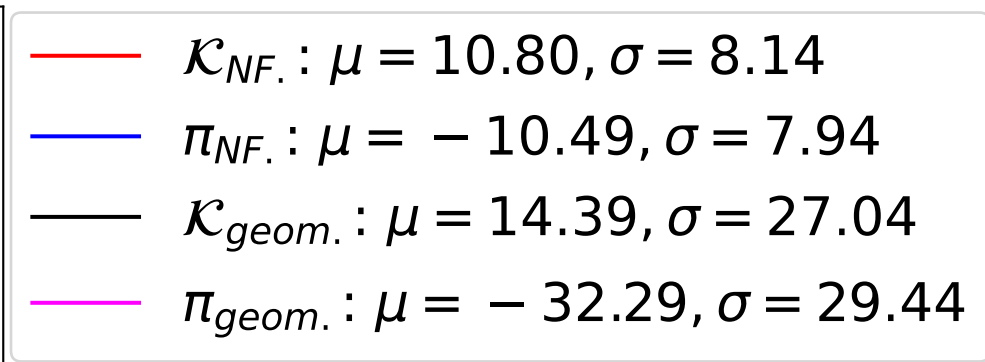 𝒦_{NF.}: μ = 10.80, σ = 8.14
π_{NF.}: μ = − 10.49, σ = 7.94
𝒦_{geom.}: μ = 14.39, σ = 27.04
π_{geom.}: μ = − 32.29, σ = 29.44